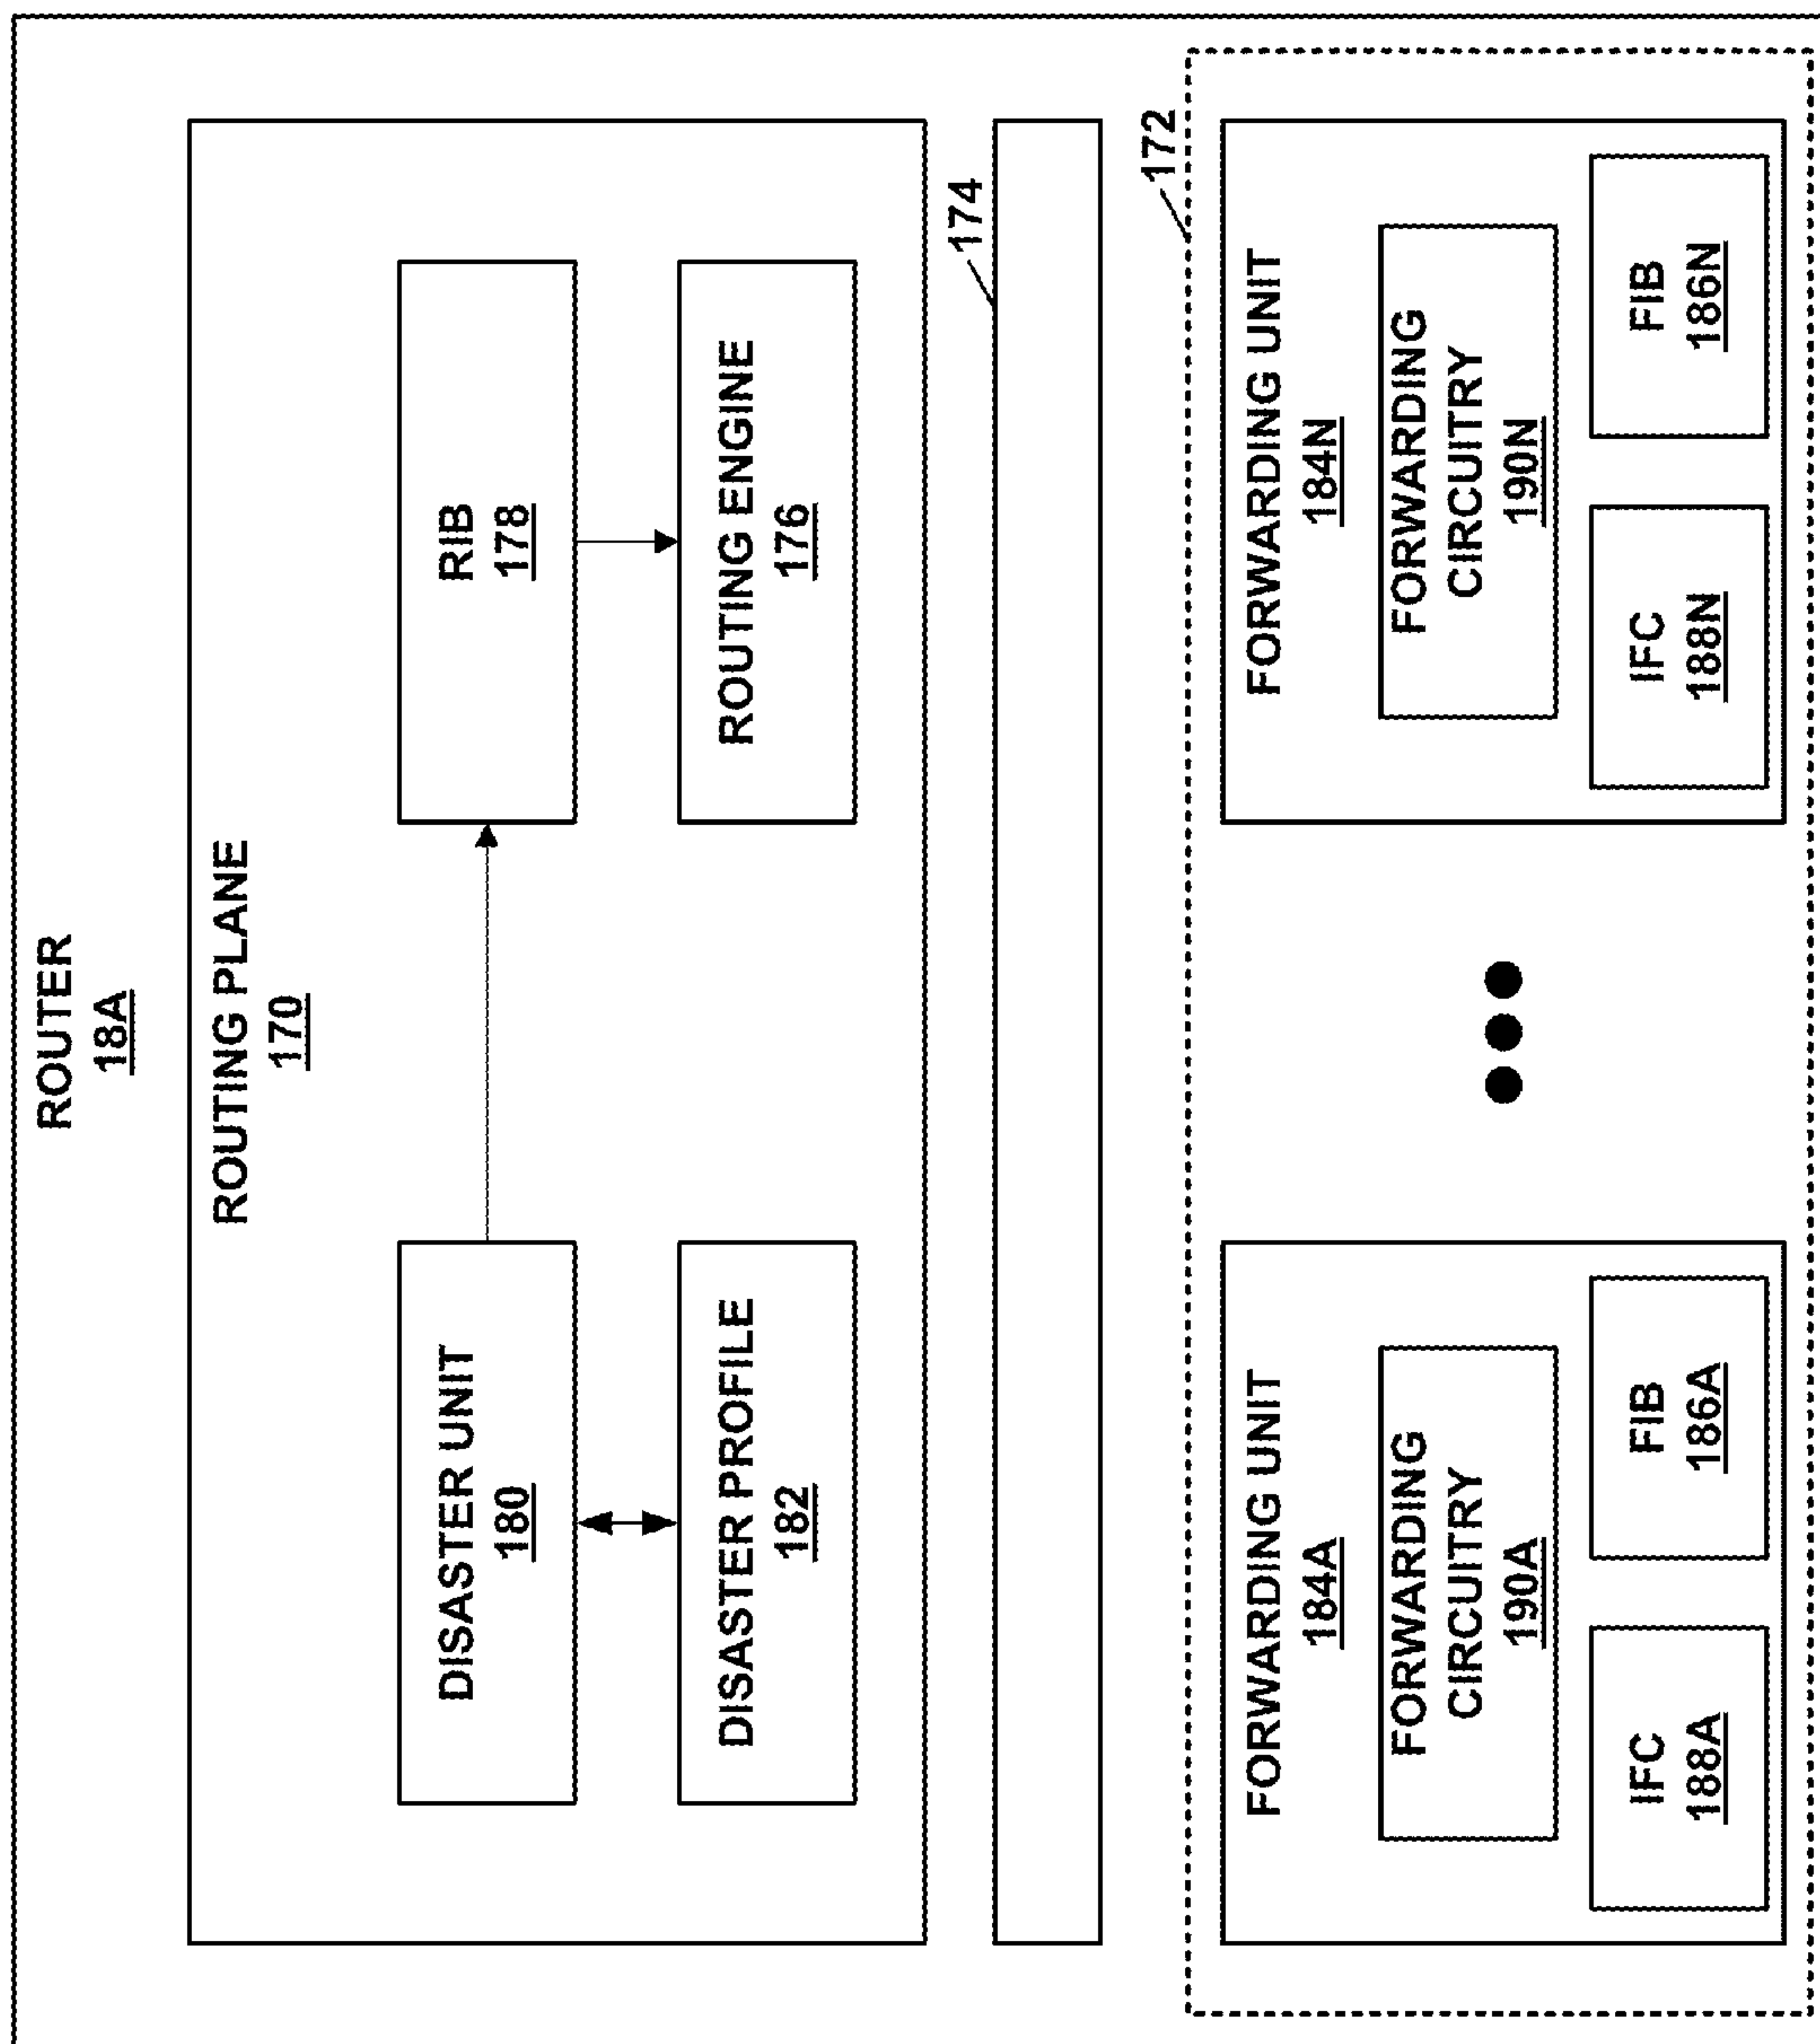 ROUTER
18A
ROUTING PLANE
170
DISASTER UNIT
180
RIB
178
DISASTER PROFILE
182
ROUTING ENGINE
176
174
172
FORWARDING UNIT
184A
FORWARDING
CIRCUITRY
190A
IFC
188A
FIB
186A
FORWARDING UNIT
184N
FORWARDING
CIRCUITRY
190N
IFC
188N
FIB
186N